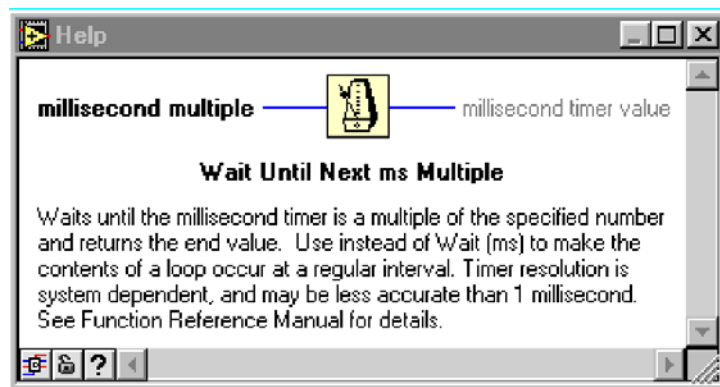 Help
millisecond multiple millisecond timer value
Wait Until Next ms Multiple
Waits until the millisecond timer is a multiple of the specified number
and returns the end value. Use instead of Wait (ms) to make the
contents of a loop occur at a regular interval. Timer resolution is
system dependent, and may be less accurate than 1 millisecond.
See Function Reference Manual for details.
?